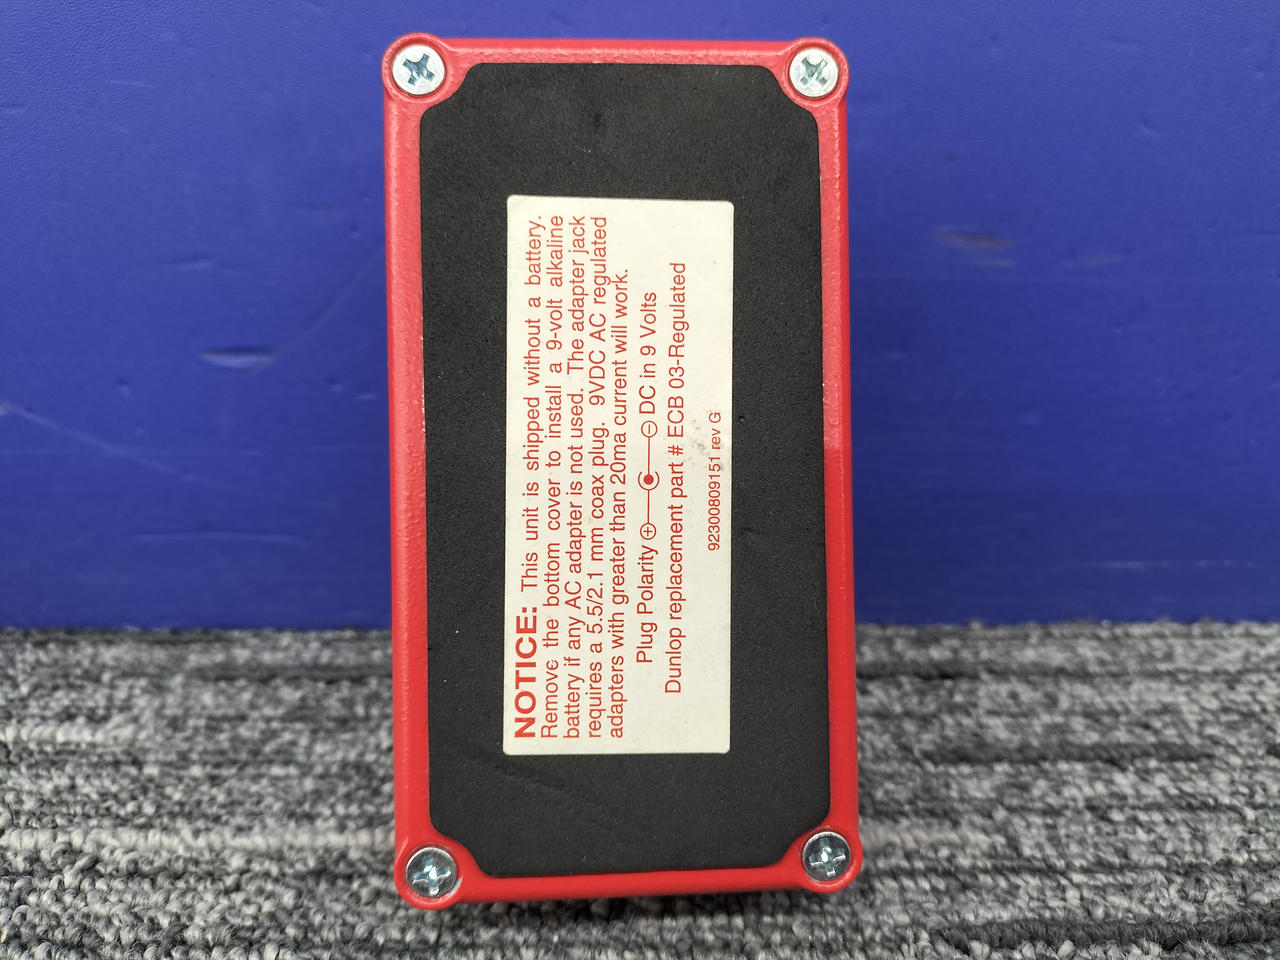 NOTICE: This unit is shipped without a battery.
Remove the bottom cover to install a 9-volt alkaline
battery if any AC adapter is not used. The adapter jack
requires a 5.5/2.1 mm coax plug. 9VDC AC regulated
adapters with greater than 20ma current will work.
Plug Polarity + − DC in 9 Volts
Dunlop replacement part # ECB 03-Regulated
92300809151 rev G